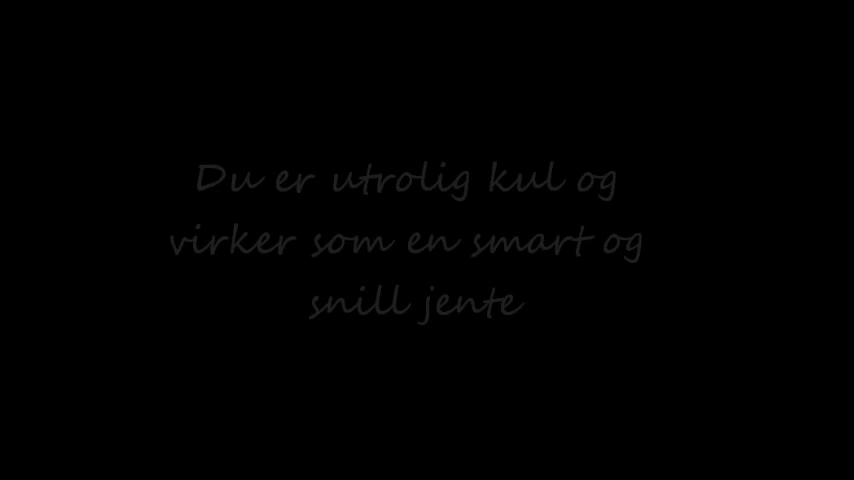 Du er utrolig kul og
virker som en smart og
snill jente